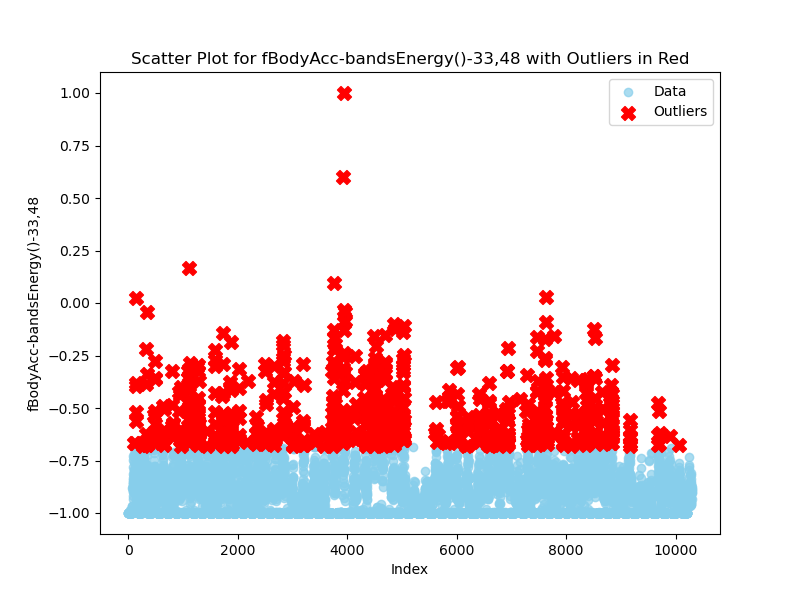 Scatter Plot for fBodyAcc-bandsEnergy()-33,48 with Outliers in Red
Data
Outliers
1.00
0.75
0.50
0.25
0.00
−0.25
−0.50
−0.75
−1.00
fBodyAcc-bandsEnergy()-33,48
0 2000 4000 6000 8000 10000
Index